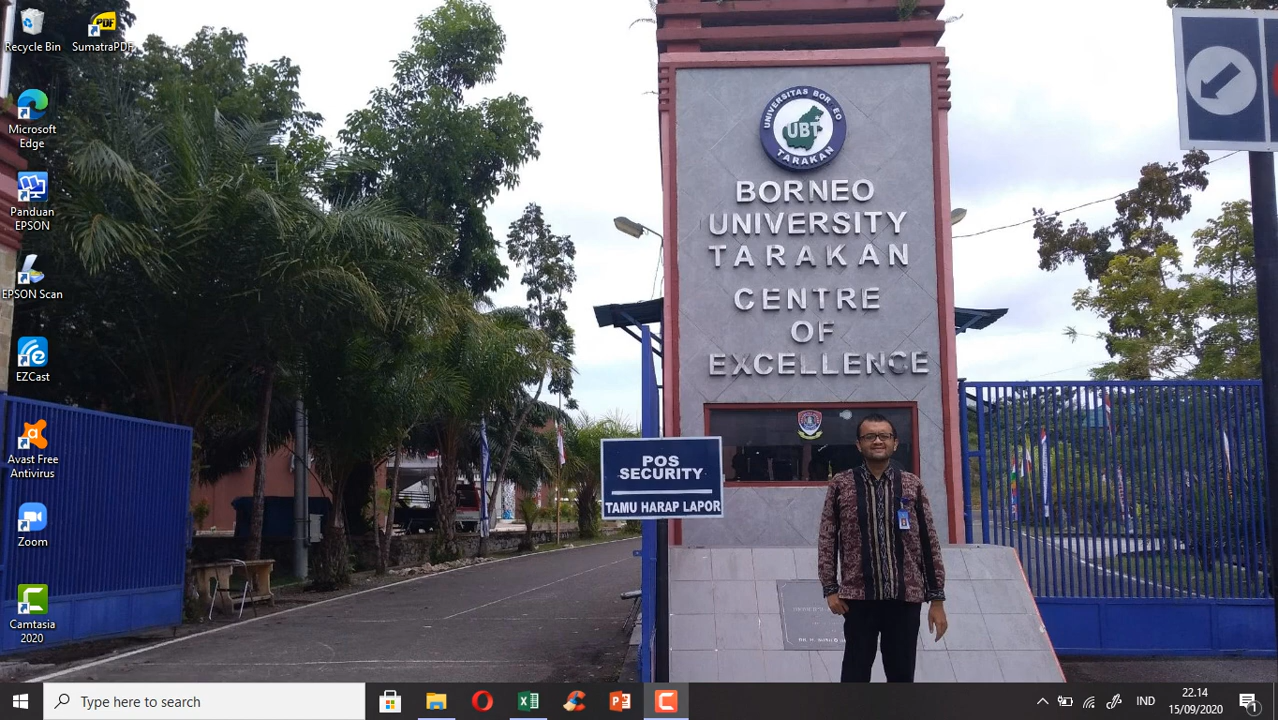 Recycle Bin
SumatraPDF
Microsoft
Edge
Panduan
EPSON
EPSON Scan
EZCast
Avast Free
Antivirus
Zoom
Camtasia
2020
UNIVERSITAS BORNEO
UBT
TARAKAN
BORNEO
UNIVERSITY
TARAKAN
CENTRE
OF
EXCELLENCE
POS
SECURITY
TAMU HARAP LAPOR
Type here to search
IND
22.14
15/09/2020
1